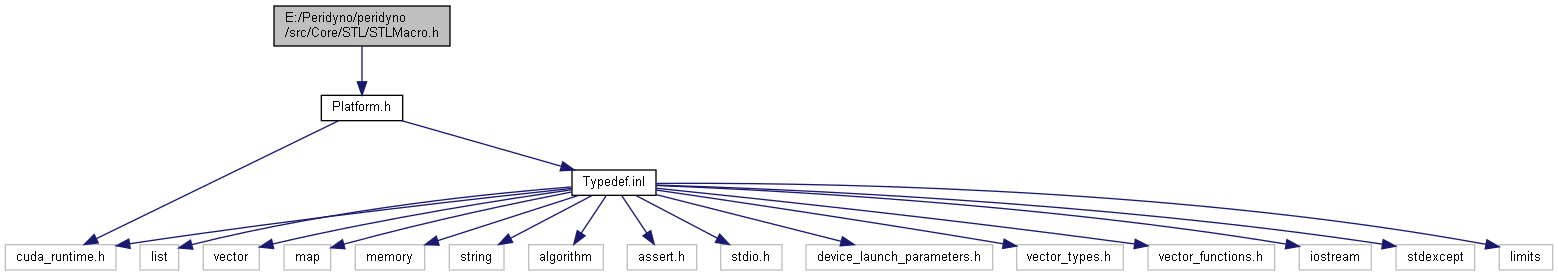 E:/Peridyno/peridyno
/src/Core/STL/STLMacro.h
Platform.h
Typedef.inl
cuda_runtime.h
list
vector
map
memory
string
algorithm
assert.h
stdio.h
device_launch_parameters.h
vector_types.h
vector_functions.h
iostream
stdexcept
limits